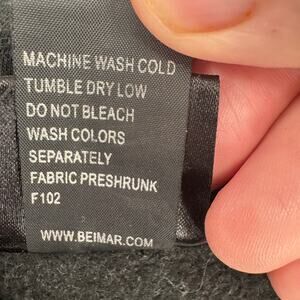 MACHINE WASH COLD
TUMBLE DRY LOW
DO NOT BLEACH
WASH COLORS
SEPARATELY
FABRIC PRESHRUNK
F102
WWW.BEIMAR.COM